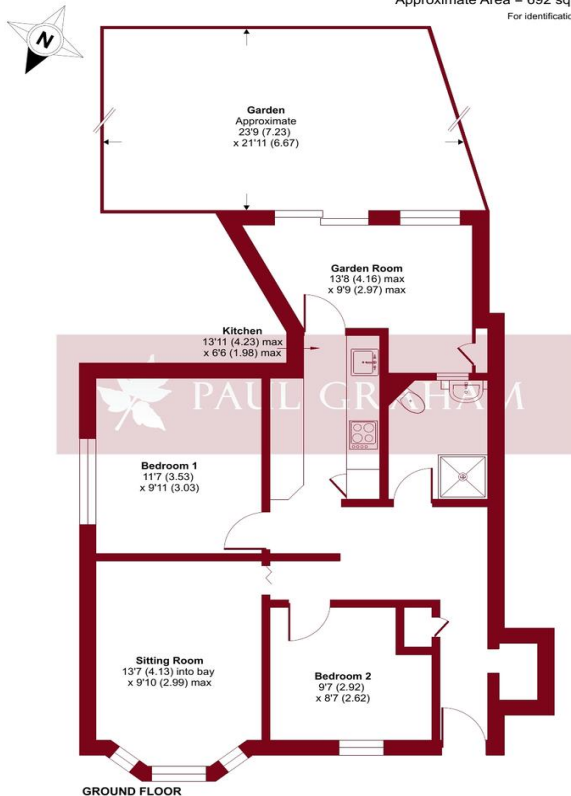 Approximate Area = 692 sq
For identificatio
N
Garden
Approximate
23'9 (7.23)
x 21'11 (6.67)
Garden Room
13'8 (4.16) max
x 9'9 (2.97) max
Kitchen
13'11 (4.23) max
x 6'6 (1.98) max
PAUL GRAHAM
Bedroom 1
11'7 (3.53)
x 9'11 (3.03)
Sitting Room
13'7 (4.13) into bay
x 9'10 (2.99) max
Bedroom 2
9'7 (2.92)
x 8'7 (2.62)
GROUND FLOOR